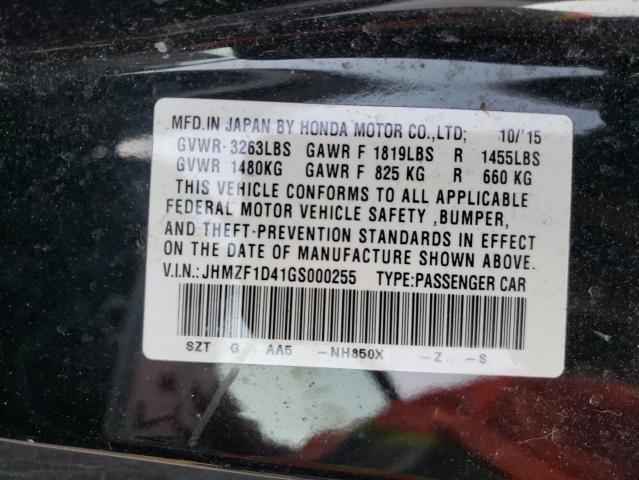 MFD.IN JAPAN BY HONDA MOTOR CO.,LTD; 10/'15
GVWR 3263LBS GAWR F 1819LBS R 1455LBS
GVWR 1480KG GAWR F 825 KG R 660 KG
THIS VEHICLE CONFORMS TO ALL APPLICABLE
FEDERAL MOTOR VEHICLE SAFETY ,BUMPER,
AND THEFT-PREVENTION STANDARDS IN EFFECT
ON THE DATE OF MANUFACTURE SHOWN ABOVE.
V.I.N.:JHMZF1D41GS000255 TYPE:PASSENGER CAR
SZT G AA5 -NH850X -Z -S